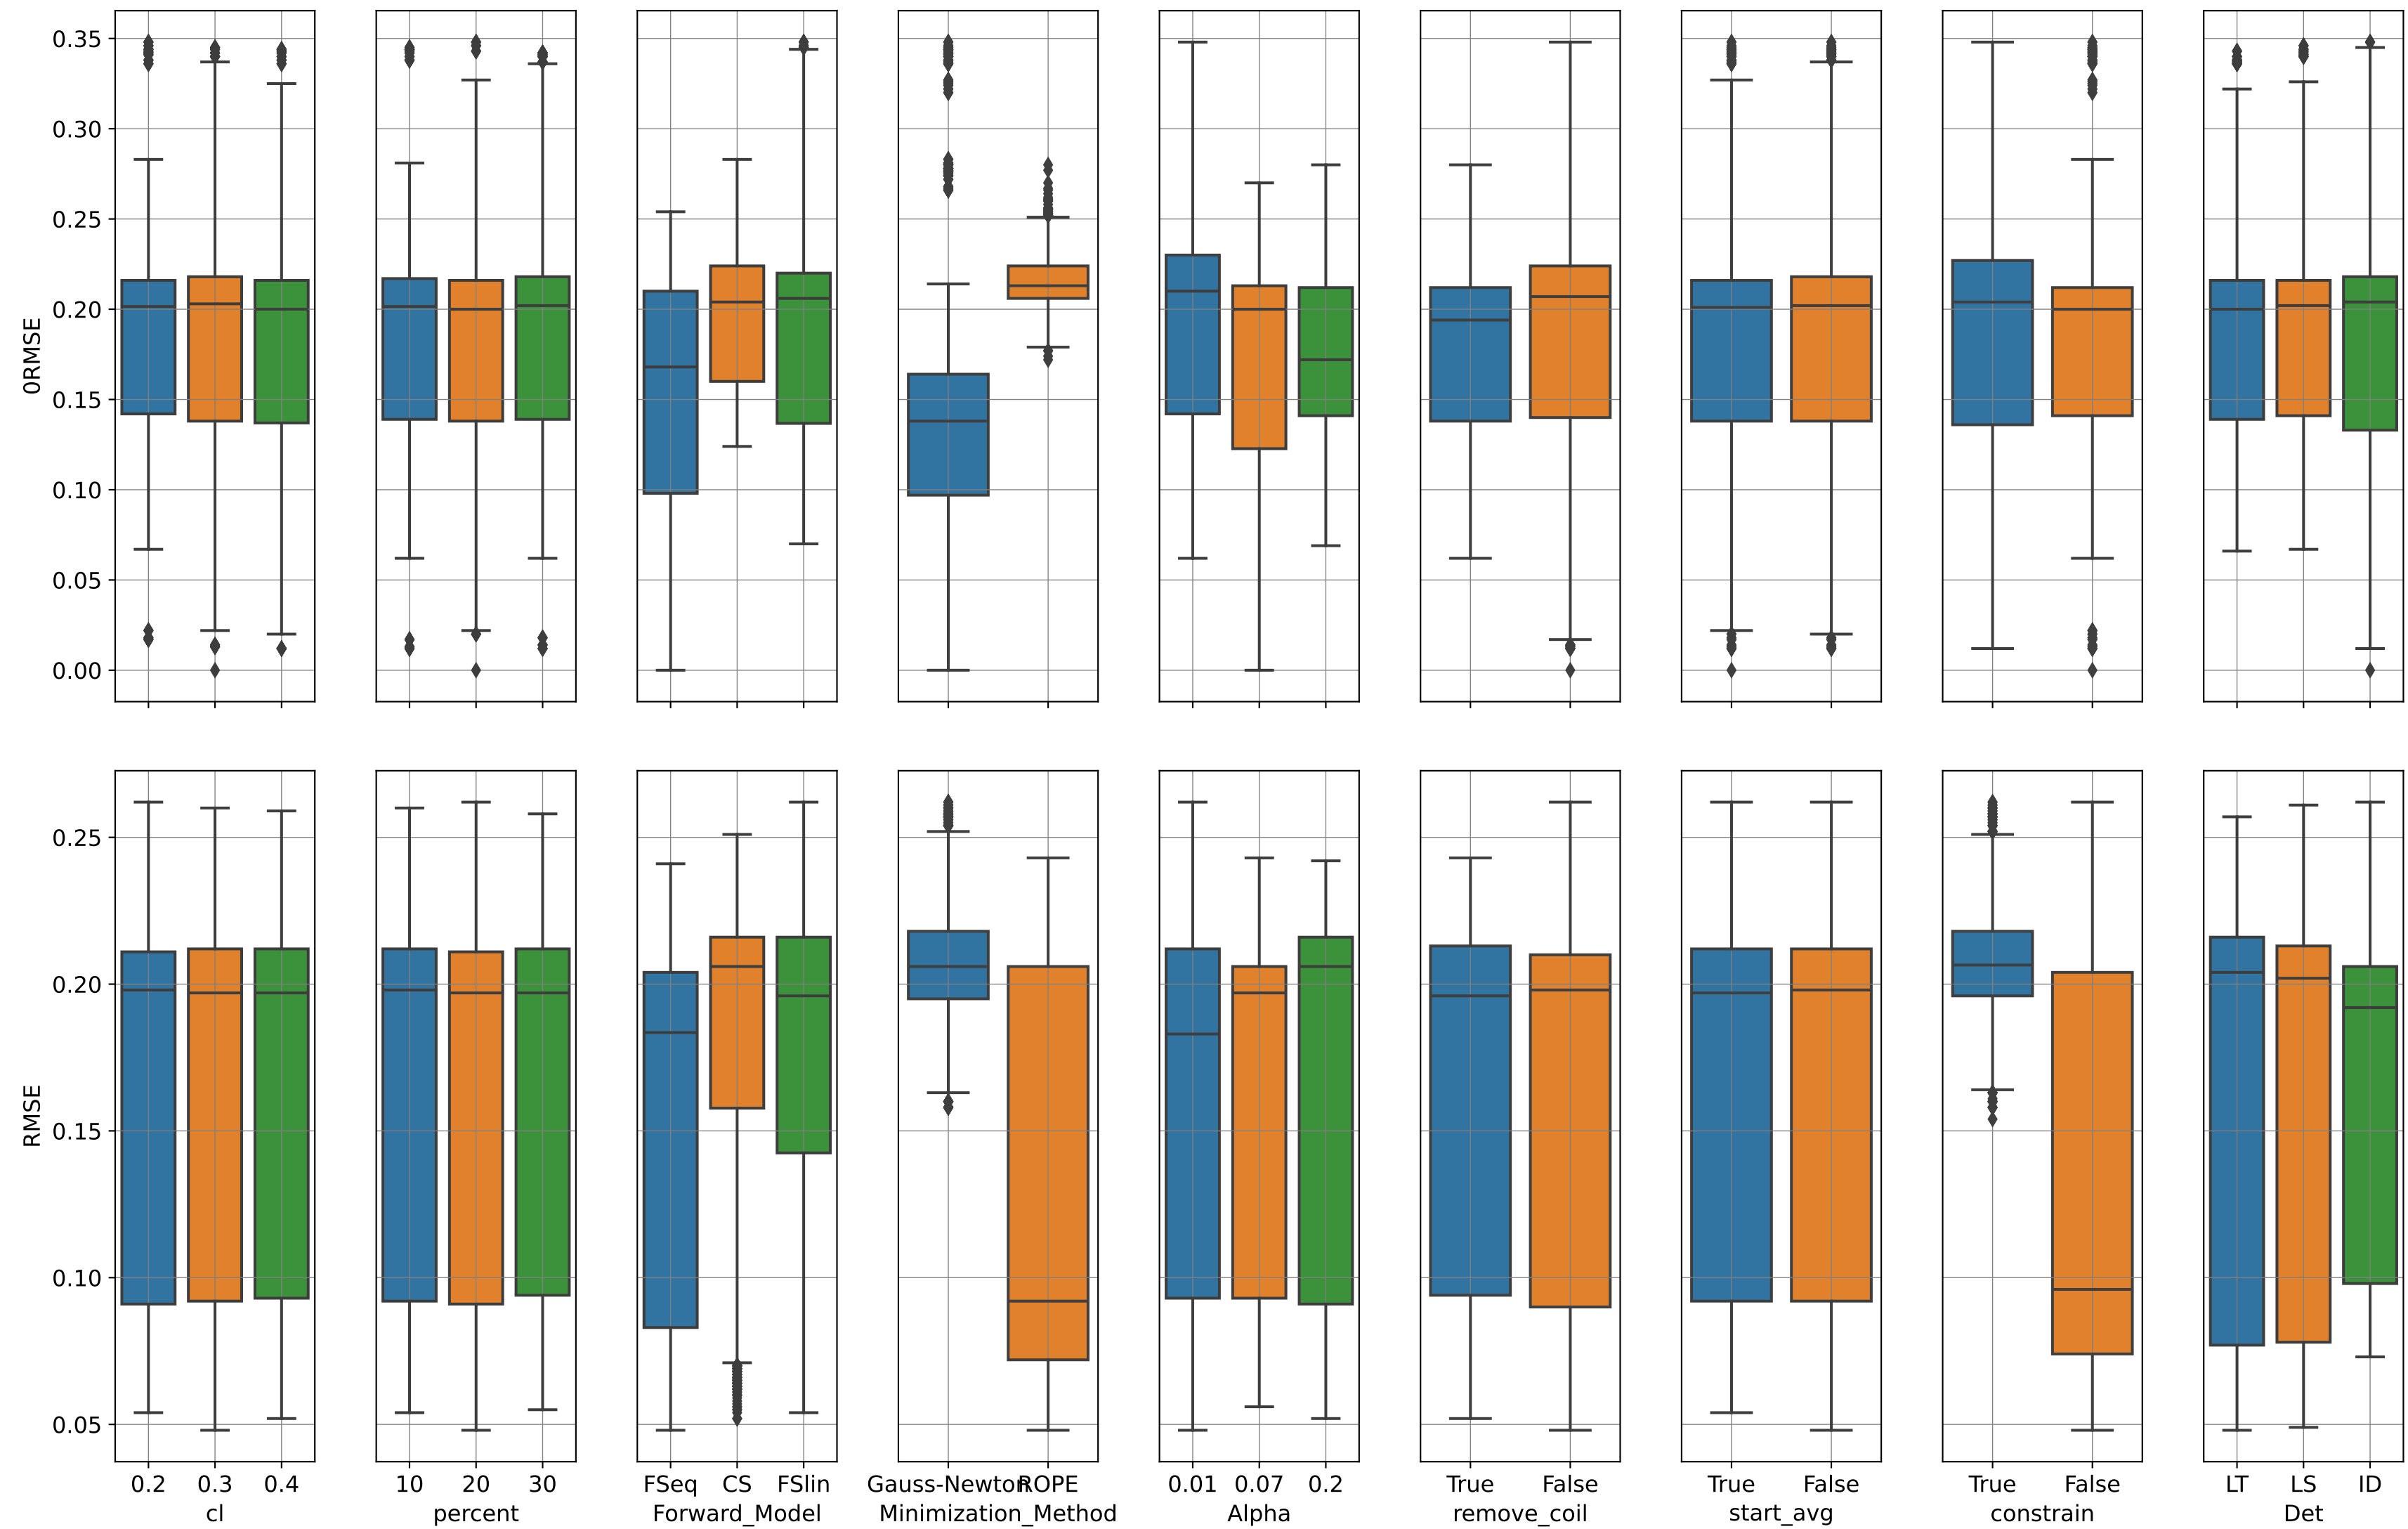 0.35
0.30
0.25
0.20
0.15
0.10
0.05
0.00
0RMSE
0.25
0.20
0.15
0.10
0.05
RMSE
0.2 0.3 0.4
cl
10 20 30
percent
FSeq CS FSlin
Forward_Model
Gauss-Newton ROPE
Minimization_Method
0.01 0.07 0.2
Alpha
True False
remove_coil
True False
start_avg
True False
constrain
LT LS ID
Det